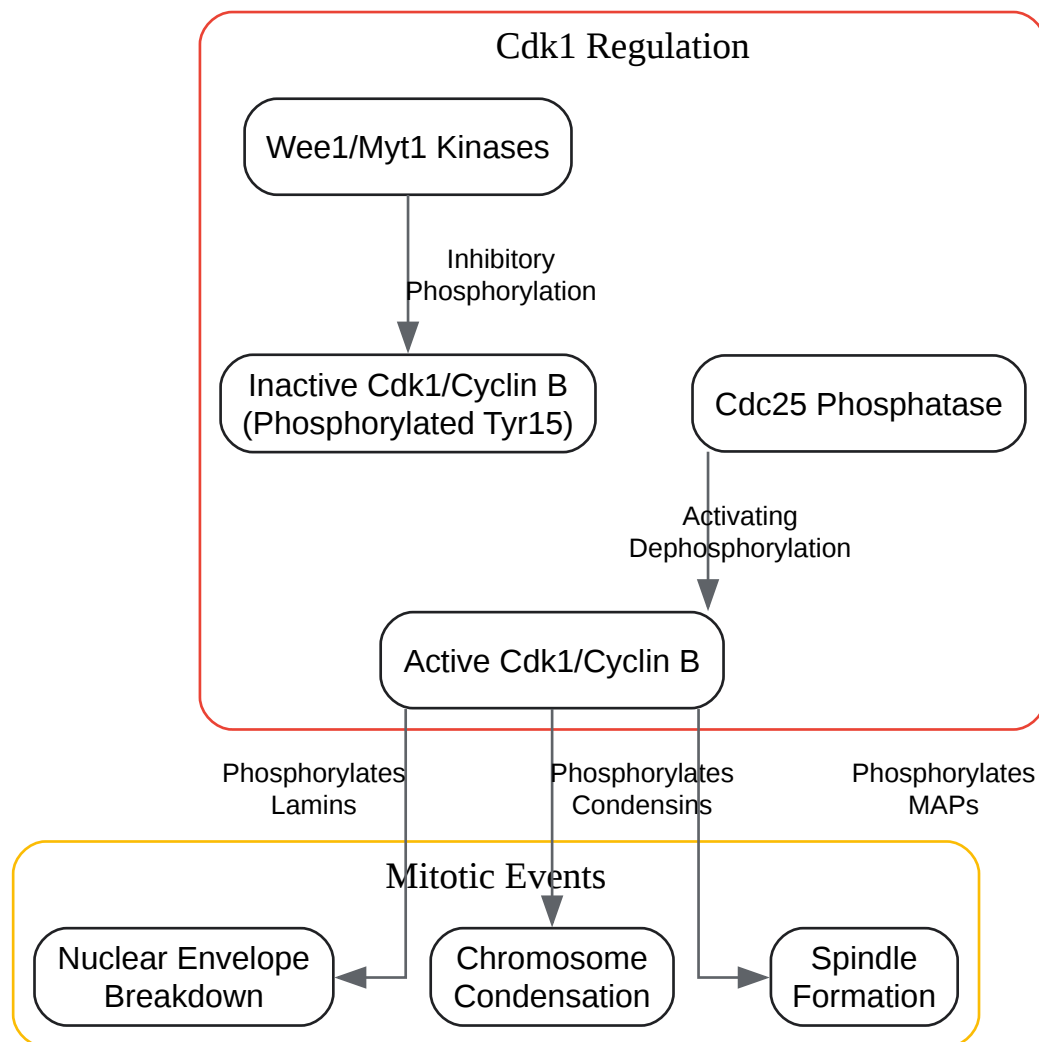 Cdk1 Regulation
Wee1/Myt1 Kinases
Inhibitory
Phosphorylation
Inactive Cdk1/Cyclin B
(Phosphorylated Tyr15)
Cdc25 Phosphatase
Activating
Dephosphorylation
Active Cdk1/Cyclin B
Phosphorylates
Lamins
Phosphorylates
Condensins
Phosphorylates
MAPs
Mitotic Events
Nuclear Envelope
Breakdown
Chromosome
Condensation
Spindle
Formation